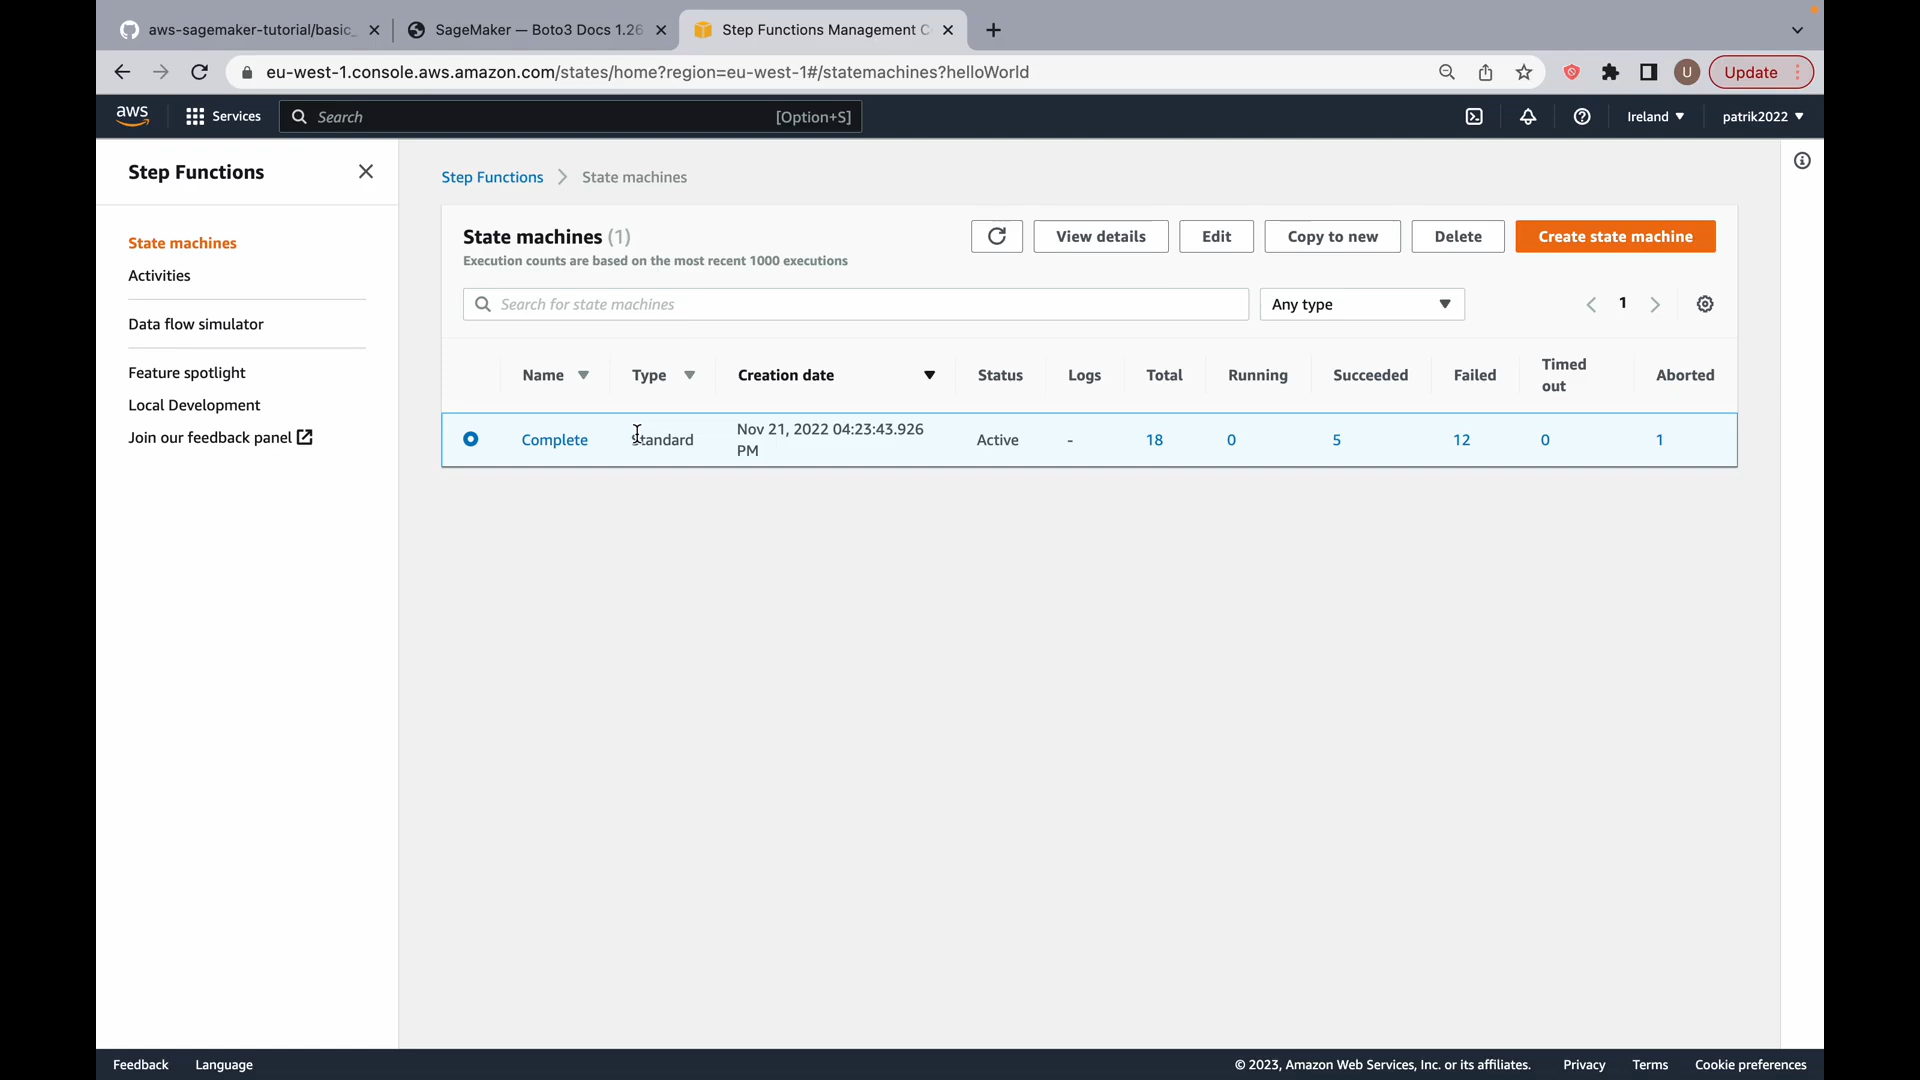 aws-sagemaker-tutorial/basic_
SageMaker — Boto3 Docs 1.26
Step Functions Management C
eu-west-1.console.aws.amazon.com/states/home?region=eu-west-1#/statemachines?helloWorld
U
Update
aws
Services
Search
[Option+S]
Ireland
patrik2022
Step Functions
State machines
Activities
Data flow simulator
Feature spotlight
Local Development
Join our feedback panel
Step Functions
State machines
State machines (1)
Execution counts are based on the most recent 1000 executions
View details
Edit
Copy to new
Delete
Create state machine
Search for state machines
Any type
1
Name
Type
Creation date
Status
Logs
Total
Running
Succeeded
Failed
Timed
out
Aborted
Complete
Standard
Nov 21, 2022 04:23:43.926
PM
Active
-
18
0
5
12
0
1
Feedback
Language
© 2023, Amazon Web Services, Inc. or its affiliates.
Privacy
Terms
Cookie preferences